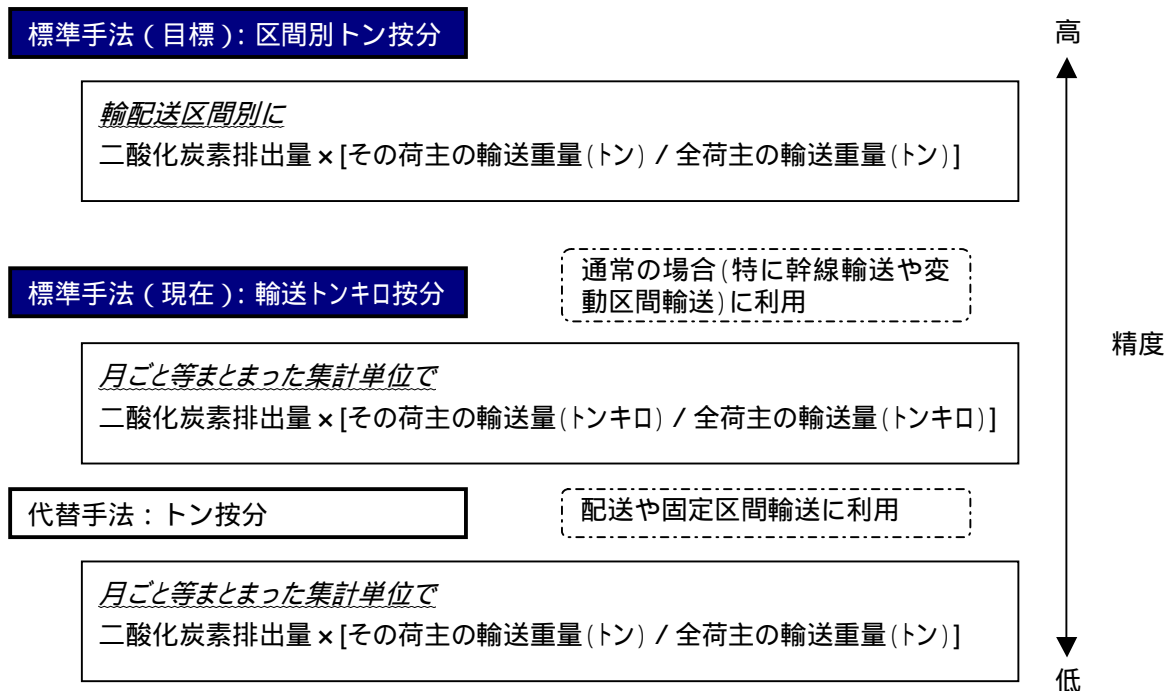 標準手法（目標）：区間別トン按分
高
輸配送区間別に
二酸化炭素排出量×[その荷主の輸送重量(トン) / 全荷主の輸送重量(トン)]
通常の場合(特に幹線輸送や変
動区間輸送)に利用
標準手法（現在）：輸送トンキロ按分
精度
月ごと等まとまった集計単位で
二酸化炭素排出量×[その荷主の輸送量(トンキロ) / 全荷主の輸送量(トンキロ)]
代替手法：トン按分
配送や固定区間輸送に利用
月ごと等まとまった集計単位で
二酸化炭素排出量×[その荷主の輸送重量(トン) / 全荷主の輸送重量(トン)]
低